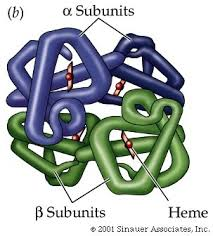 (b)
α Subunits
β Subunits
Heme
© 2001 Sinauer Associates, Inc.